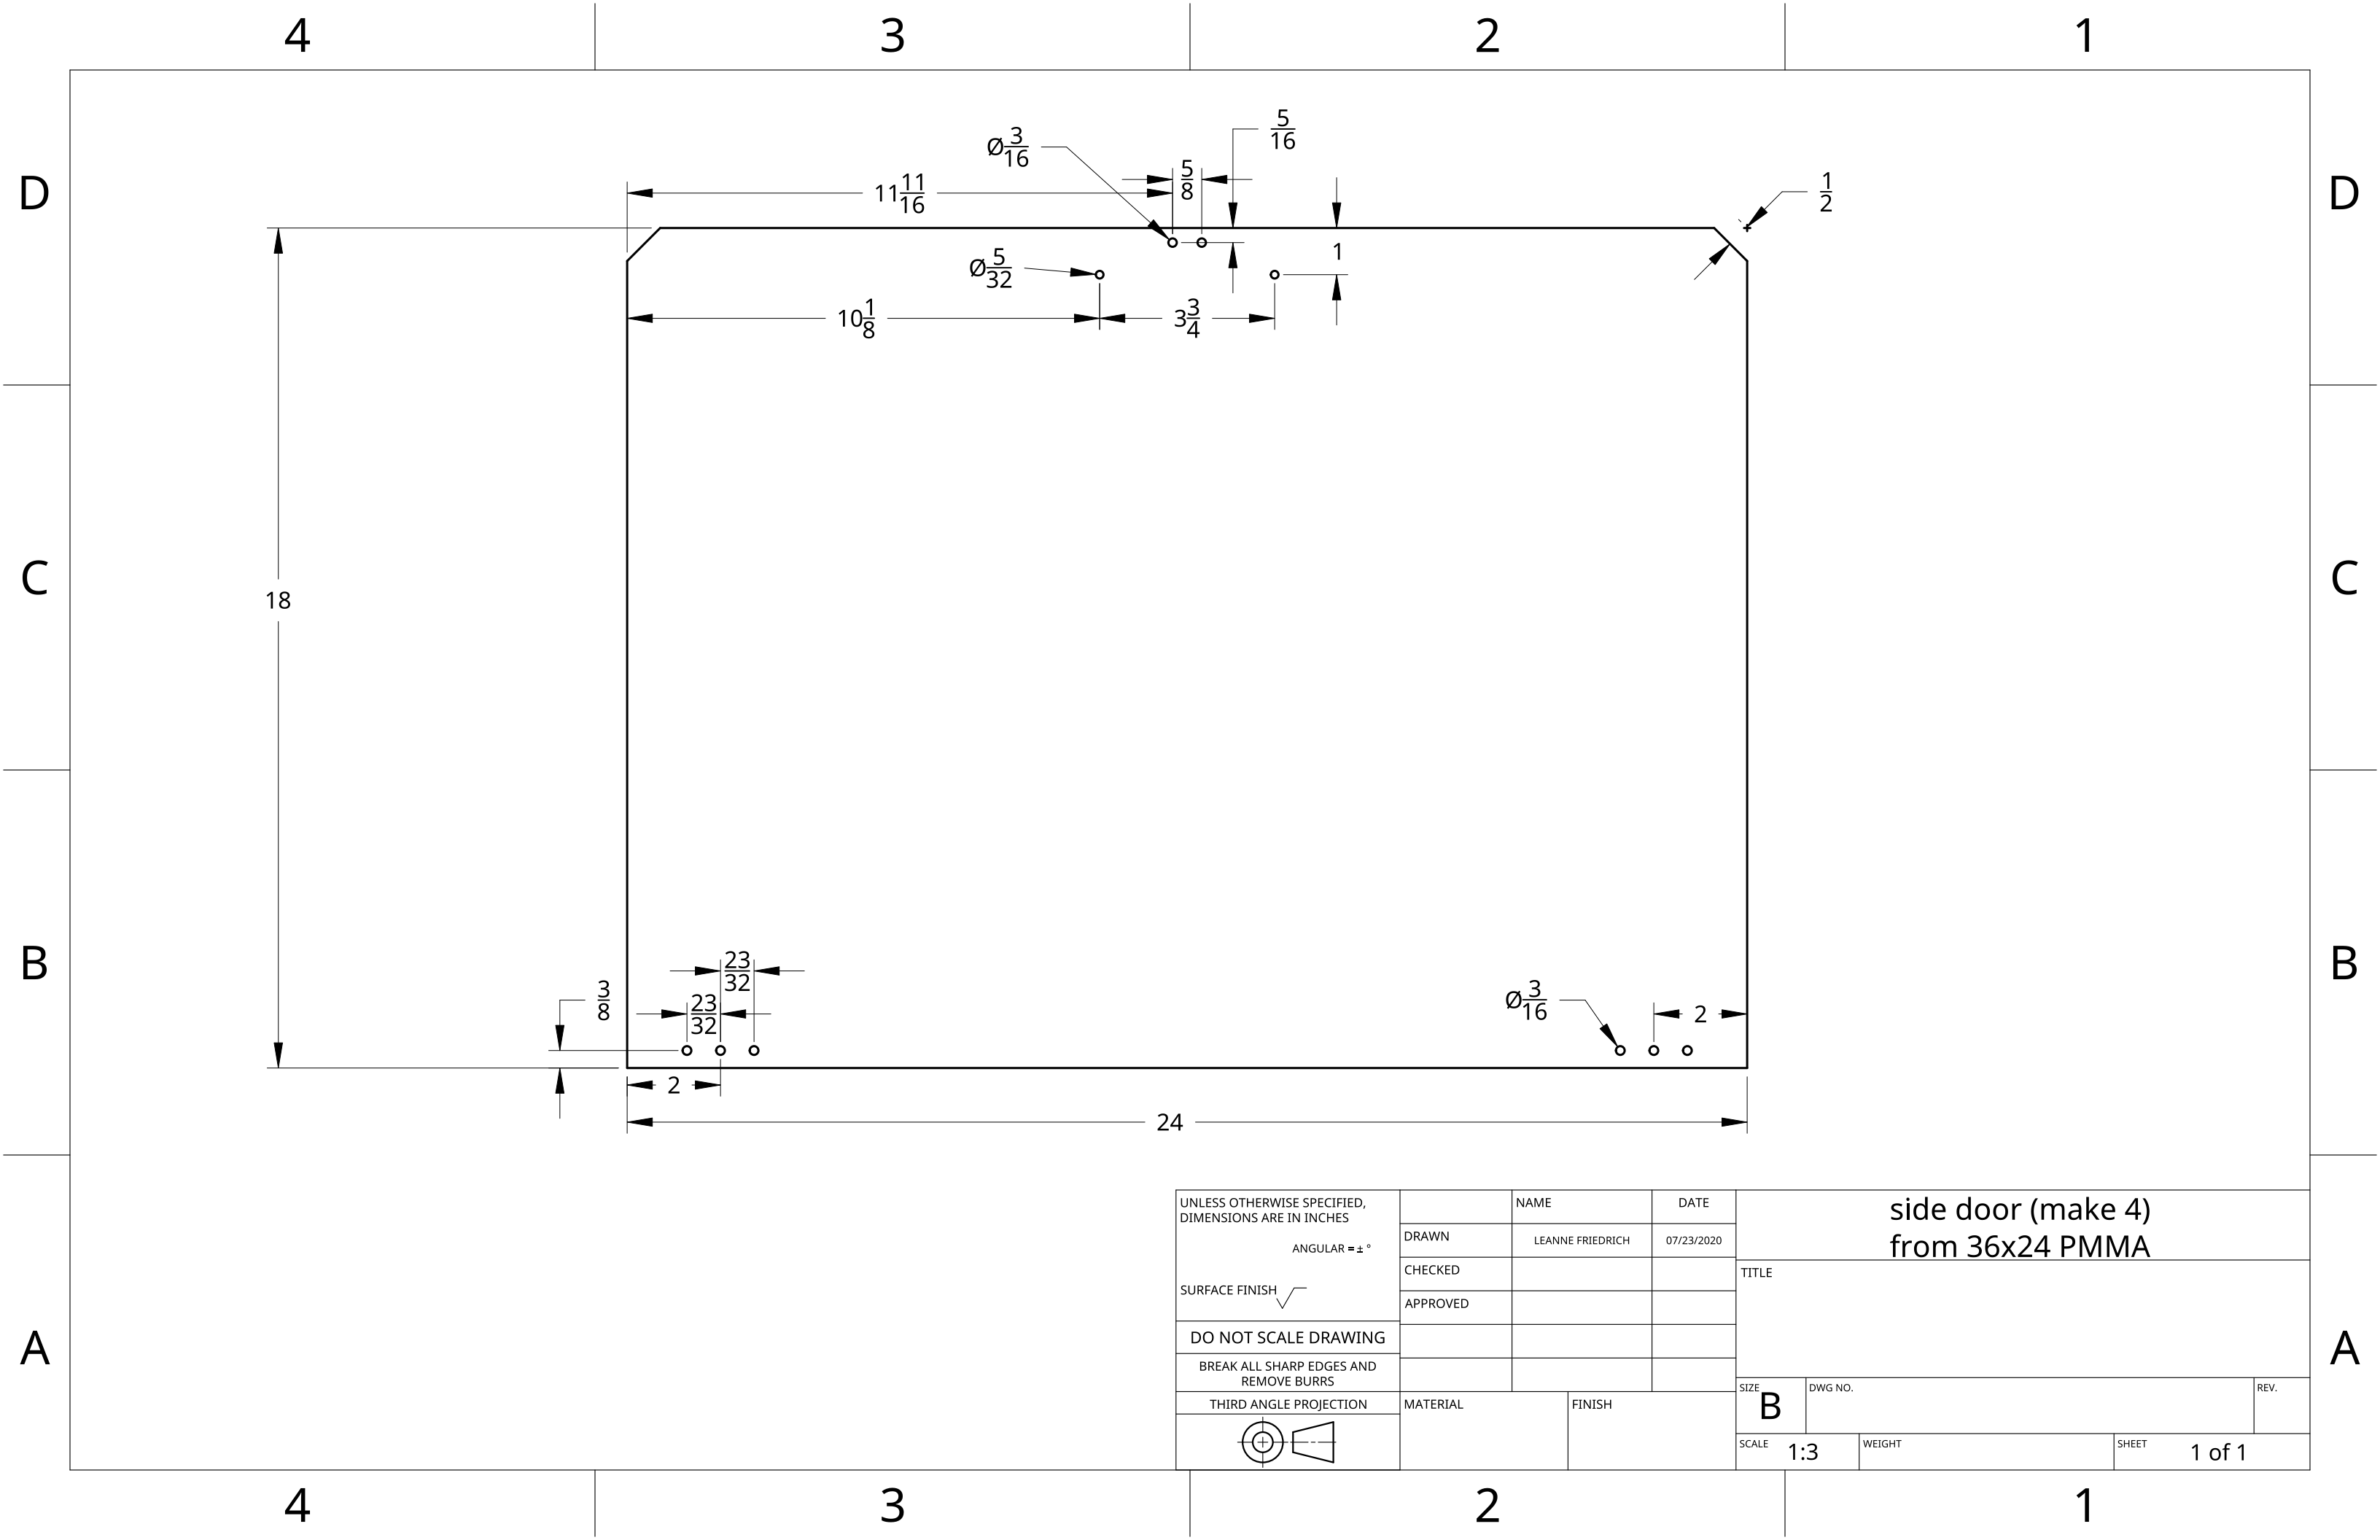 4 3 2 1
D D
C C
B B
A A
4 3 2 1
Ø3/16
5/16
5/8
11 11/16
1/2
Ø5/32
1
10 1/8
3 3/4
18
23/32
3/8
23/32
Ø3/16
2
2
24
UNLESS OTHERWISE SPECIFIED,
DIMENSIONS ARE IN INCHES
ANGULAR = ± °
SURFACE FINISH
DO NOT SCALE DRAWING
BREAK ALL SHARP EDGES AND
REMOVE BURRS
THIRD ANGLE PROJECTION
NAME DATE
DRAWN LEANNE FRIEDRICH 07/23/2020
CHECKED
APPROVED
MATERIAL FINISH
side door (make 4)
from 36x24 PMMA
TITLE
SIZE B DWG NO. REV.
SCALE 1:3 WEIGHT SHEET 1 of 1